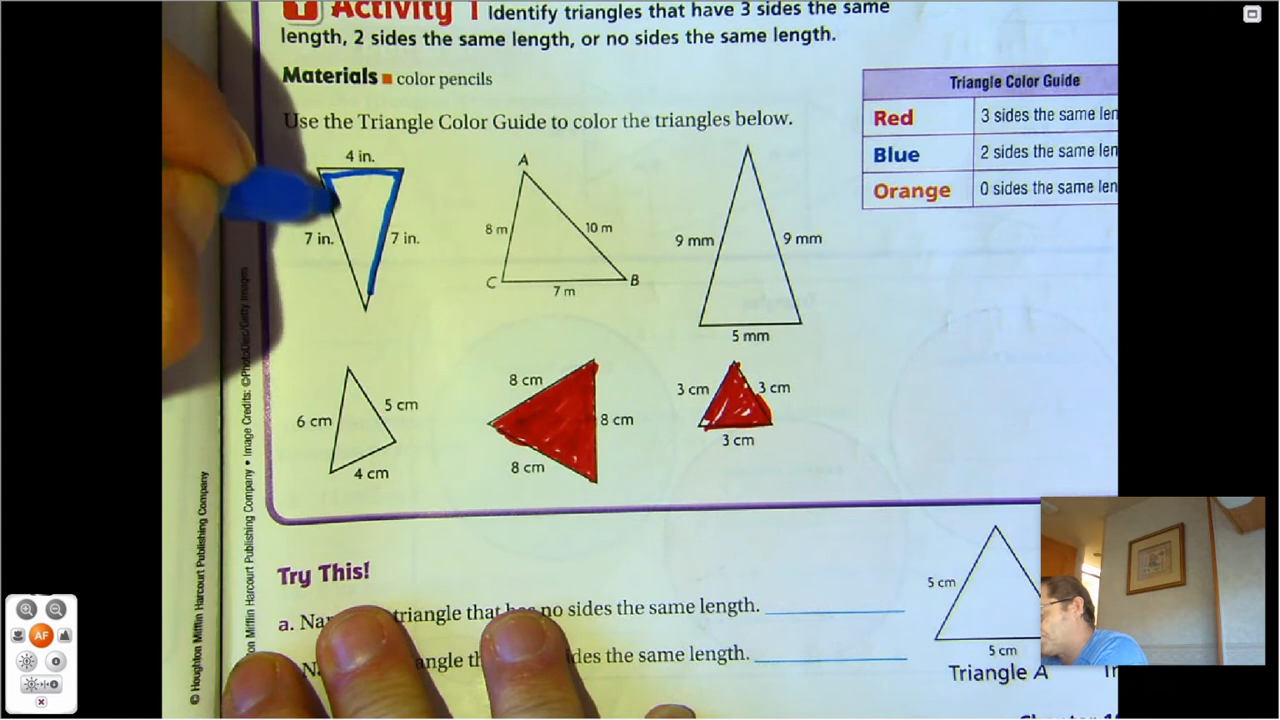 Activity 1 Identify triangles that have 3 sides the same
length, 2 sides the same length, or no sides the same length.
Materials ■ color pencils
Use the Triangle Color Guide to color the triangles below.
Triangle Color Guide
Red 3 sides the same len
Blue 2 sides the same len
Orange 0 sides the same len
4 in.
7 in.
7 in.
A
8 m
10 m
C
B
7 m
9 mm
9 mm
5 mm
6 cm
5 cm
4 cm
8 cm
8 cm
8 cm
3 cm
3 cm
3 cm
Try This!
a. triangle that no sides the same length.
the same length.
5 cm
5 cm
Triangle A
© Houghton Mifflin Harcourt Publishing Company
Mifflin Harcourt Publishing Company • Image Credits: ©PhotoDisc/Getty Images
AF